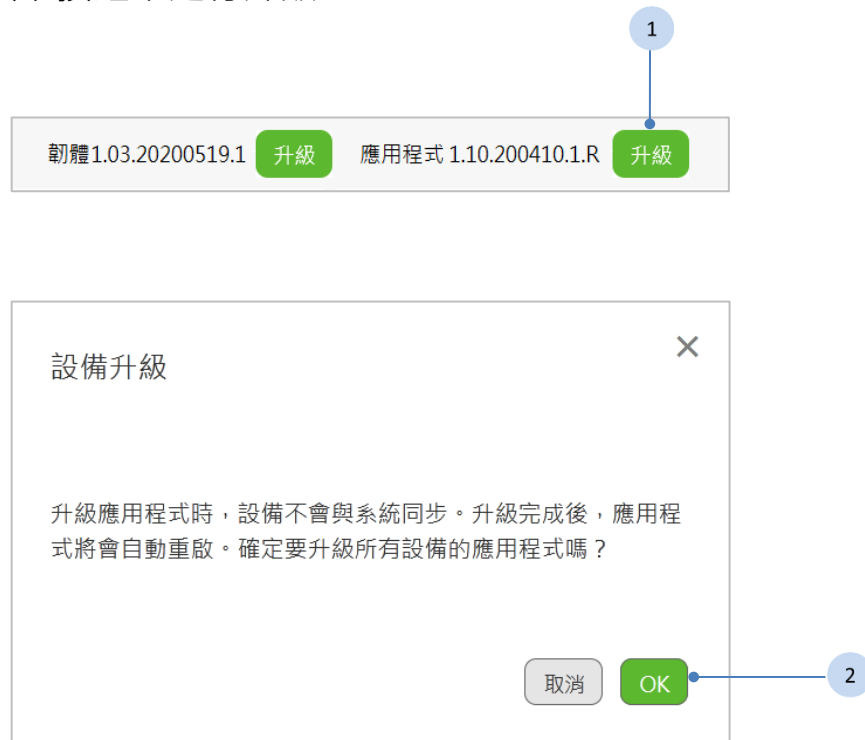 1
韌體1.03.20200519.1 升級 應用程式 1.10.200410.1.R 升級
設備升級
升級應用程式時，設備不會與系統同步。升級完成後，應用程
式將會自動重啟。確定要升級所有設備的應用程式嗎？
取消 OK
2